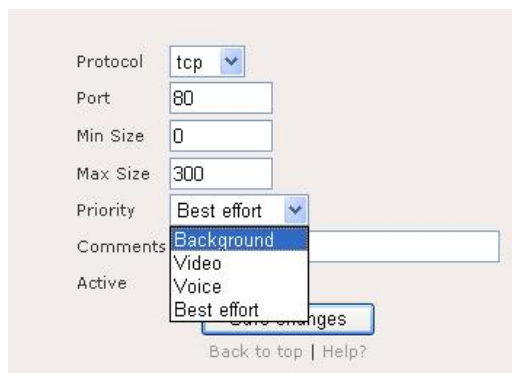 Protocol tcp
Port 80
Min Size 0
Max Size 300
Priority Best effort
Comments Background
Video
Active Voice
Best effort
Back to top | Help?